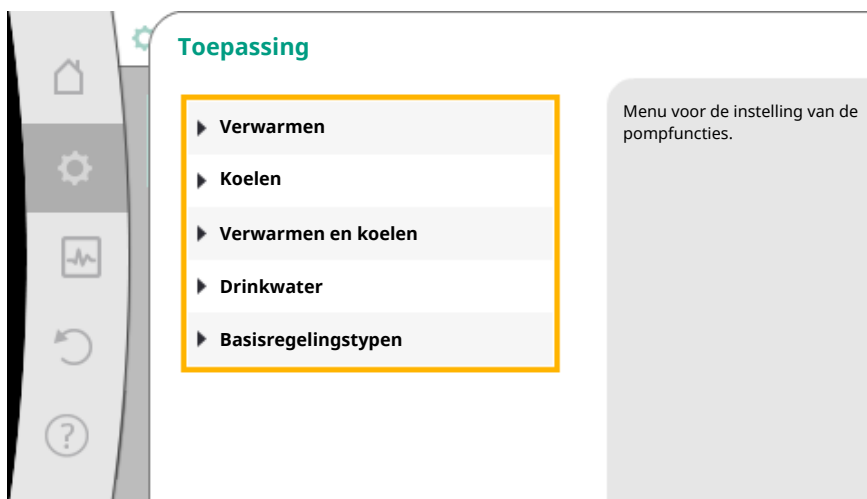 Toepassing
Verwarmen
Koelen
Verwarmen en koelen
Drinkwater
Basisregelingstypen
Menu voor de instelling van de
pompfuncties.
?